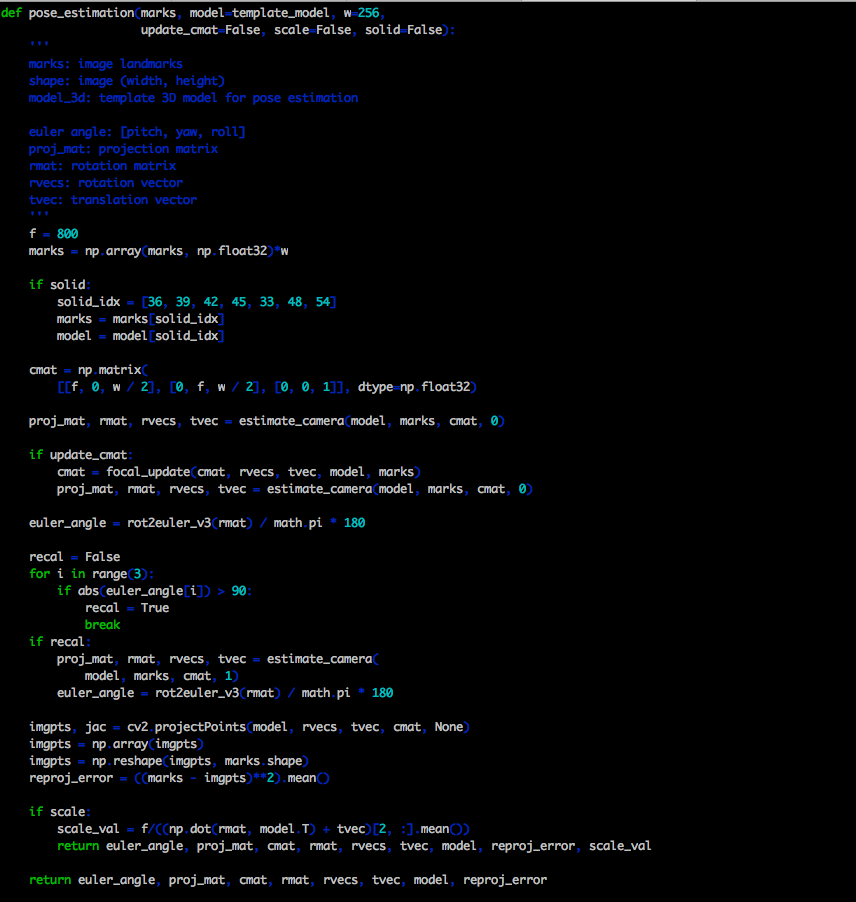 def pose_estimation(marks, model=template_model, w=256,
                    update_cmat=False, scale=False, solid=False):
    '''
    marks: image landmarks
    shape: image (width, height)
    model_3d: template 3D model for pose estimation

    euler angle: [pitch, yaw, roll]
    proj_mat: projection matrix
    rmat: rotation matrix
    rvecs: rotation vector
    tvec: translation vector
    '''
    f = 800
    marks = np.array(marks, np.float32)*w

    if solid:
        solid_idx = [36, 39, 42, 45, 33, 48, 54]
        marks = marks[solid_idx]
        model = model[solid_idx]

    cmat = np.matrix(
        [[f, 0, w / 2], [0, f, w / 2], [0, 0, 1]], dtype=np.float32)

    proj_mat, rmat, rvecs, tvec = estimate_camera(model, marks, cmat, 0)

    if update_cmat:
        cmat = focal_update(cmat, rvecs, tvec, model, marks)
        proj_mat, rmat, rvecs, tvec = estimate_camera(model, marks, cmat, 0)

    euler_angle = rot2euler_v3(rmat) / math.pi * 180

    recal = False
    for i in range(3):
        if abs(euler_angle[i]) > 90:
            recal = True
            break
    if recal:
        proj_mat, rmat, rvecs, tvec = estimate_camera(
            model, marks, cmat, 1)
        euler_angle = rot2euler_v3(rmat) / math.pi * 180

    imgpts, jac = cv2.projectPoints(model, rvecs, tvec, cmat, None)
    imgpts = np.array(imgpts)
    imgpts = np.reshape(imgpts, marks.shape)
    reproj_error = ((marks - imgpts)**2).mean()

    if scale:
        scale_val = f/((np.dot(rmat, model.T) + tvec)[2, :].mean())
        return euler_angle, proj_mat, cmat, rmat, rvecs, tvec, model, reproj_error, scale_val

    return euler_angle, proj_mat, cmat, rmat, rvecs, tvec, model, reproj_error